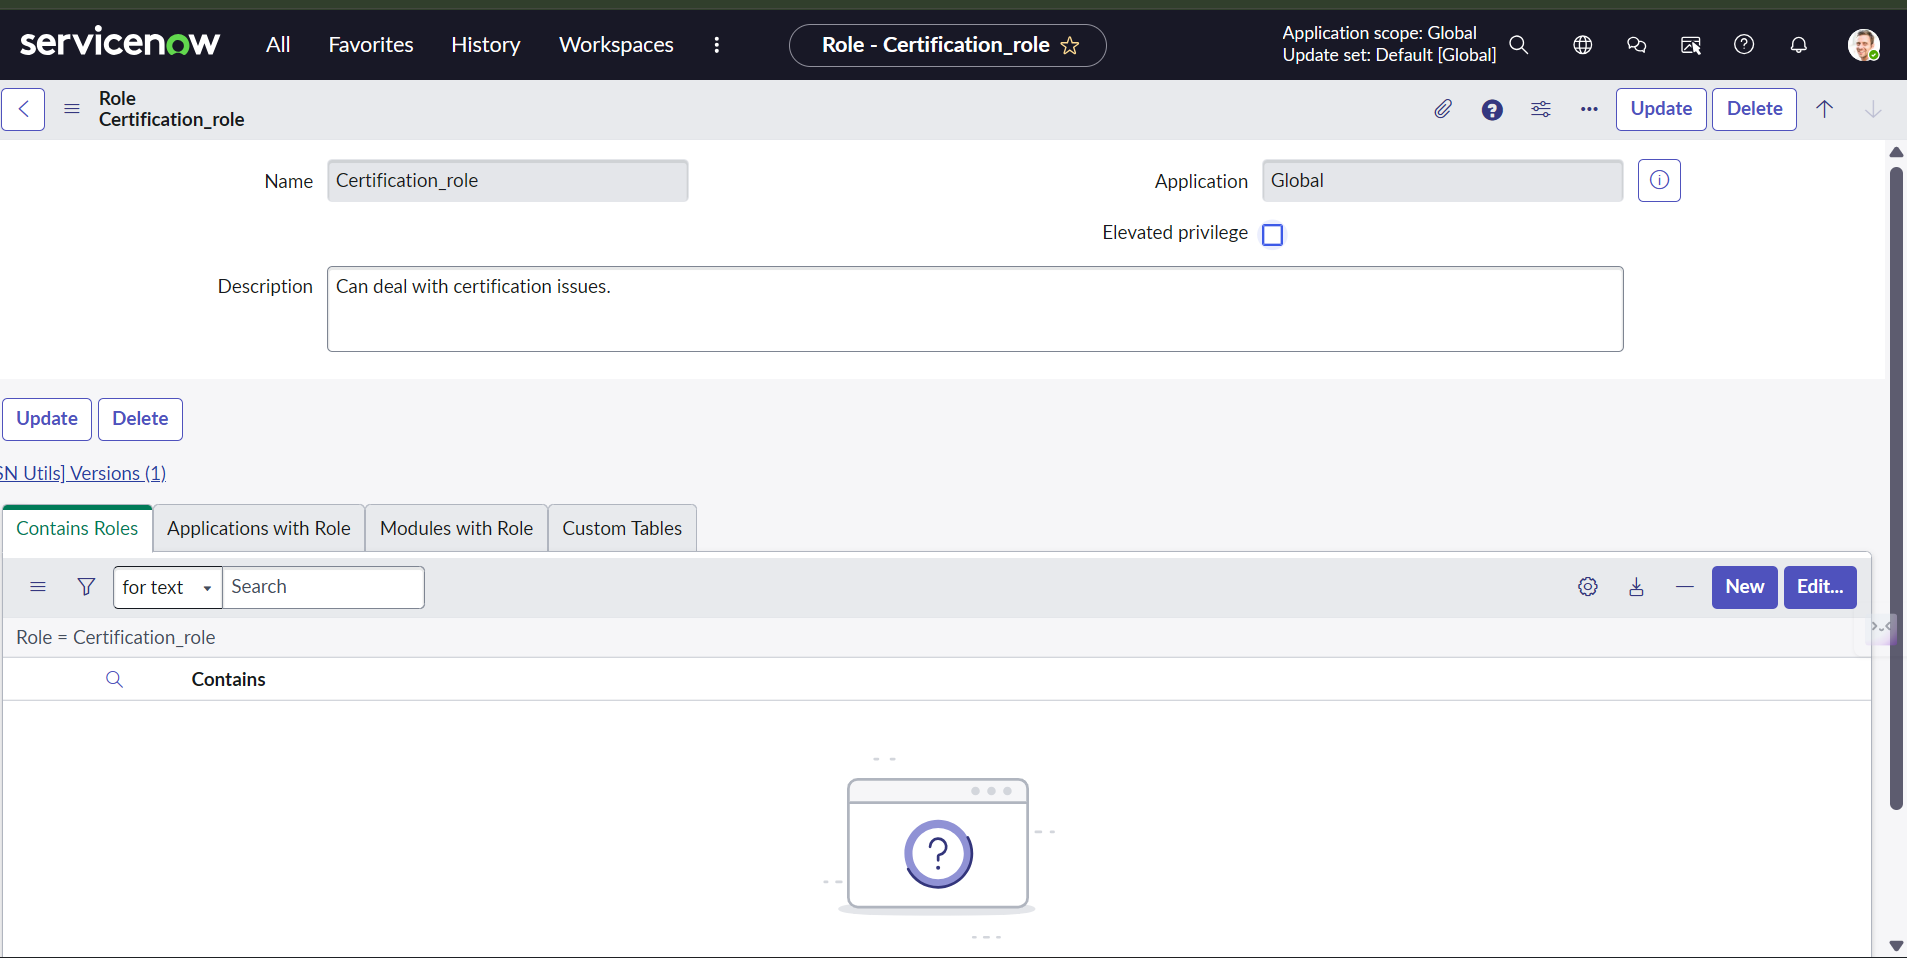 servicenow
All
Favorites
History
Workspaces
Role - Certification_role
Application scope: Global
Update set: Default [Global]
Role
Certification_role
Update
Delete
Name
Certification_role
Application
Global
Elevated privilege
Description
Can deal with certification issues.
Update
Delete
SN Utils] Versions (1)
Contains Roles
Applications with Role
Modules with Role
Custom Tables
for text
Search
New
Edit...
Role = Certification_role
Contains